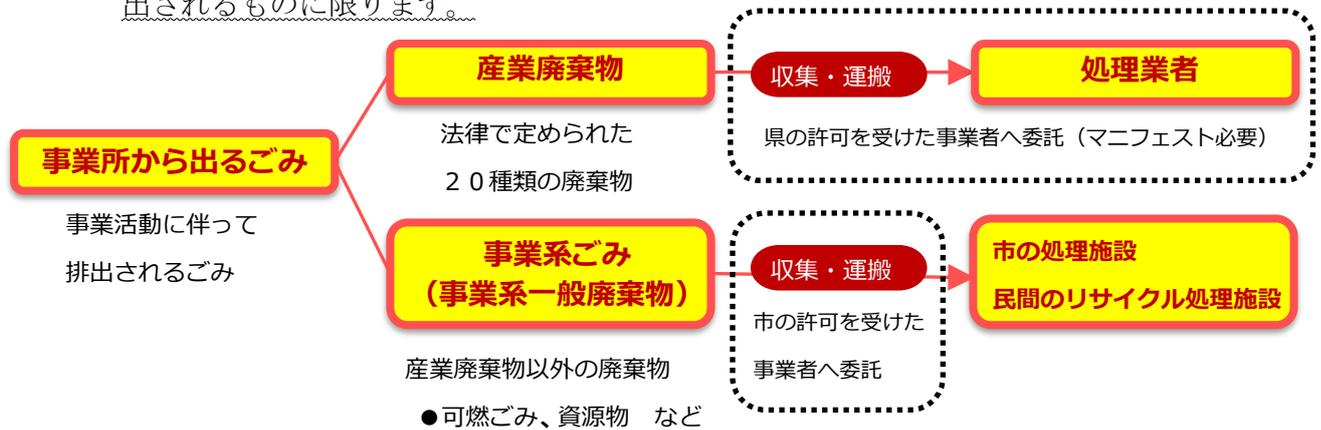 出されるものに限ります。
事業所から出るごみ
事業活動に伴って
排出されるごみ
産業廃棄物
法律で定められた
２０種類の廃棄物
収集・運搬
処理業者
県の許可を受けた事業者へ委託（マニフェスト必要）
事業系ごみ
（事業系一般廃棄物）
産業廃棄物以外の廃棄物
●可燃ごみ、資源物　など
収集・運搬
市の許可を受けた
事業者へ委託
市の処理施設
民間のリサイクル処理施設